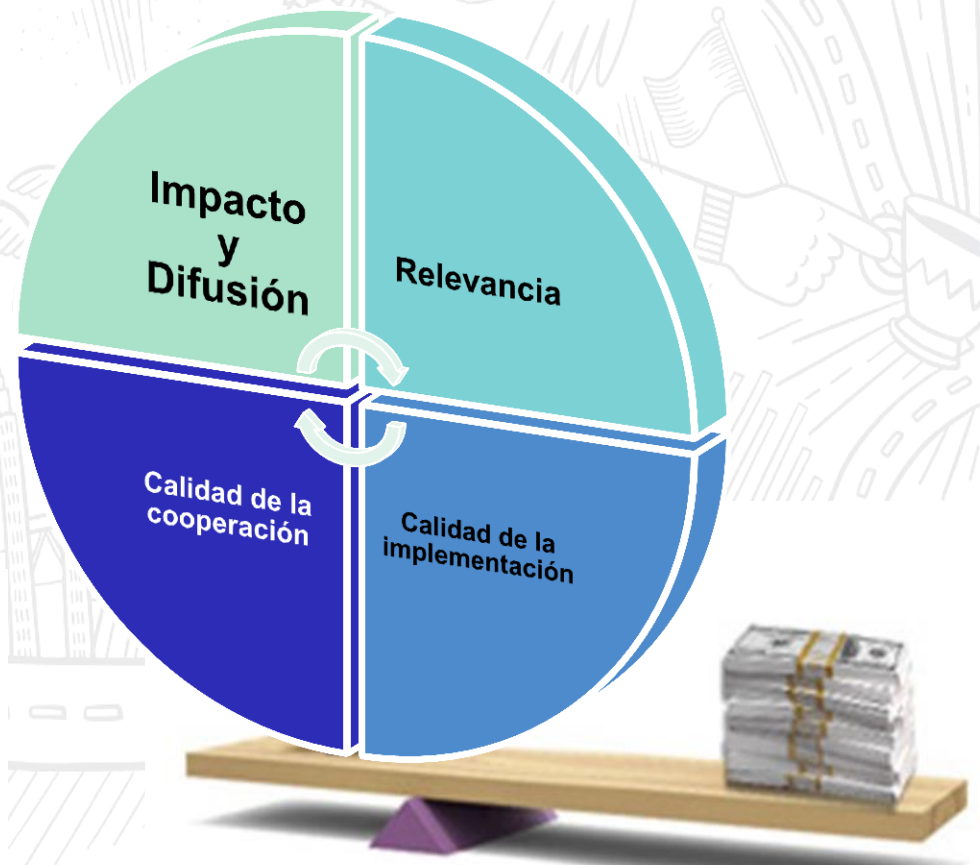 Impacto
y
Difusión
Relevancia
Calidad de la
cooperación
Calidad de la
implementación